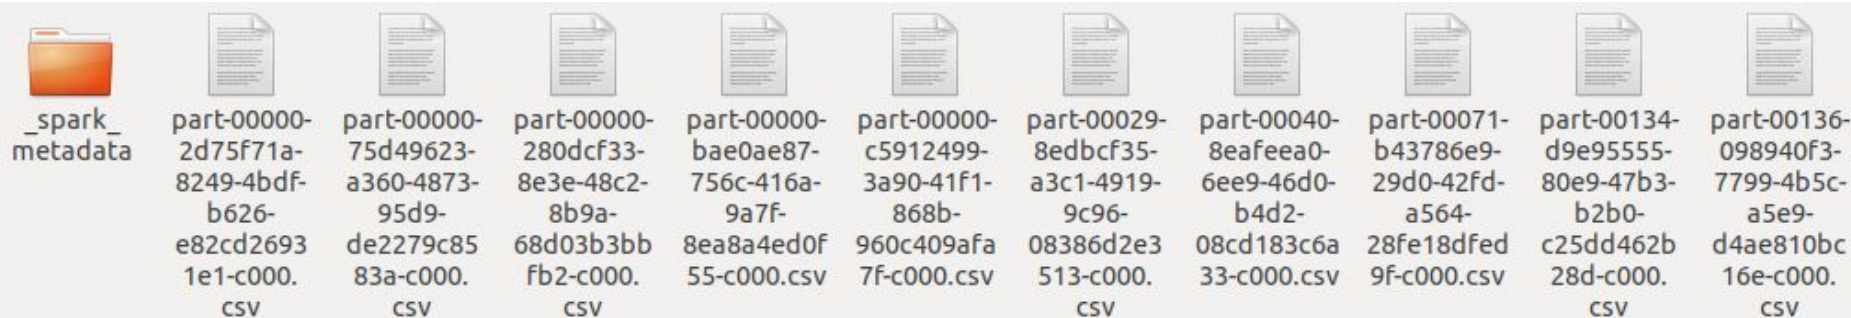 _spark_
metadata
part-00000-
2d75f71a-
8249-4bdf-
b626-
e82cd2693
1e1-c000.
csv
part-00000-
75d49623-
a360-4873-
95d9-
de2279c85
83a-c000.
csv
part-00000-
280dcf33-
8e3e-48c2-
8b9a-
68d03b3bb
fb2-c000.
csv
part-00000-
bae0ae87-
756c-416a-
9a7f-
8ea8a4ed0f
55-c000.csv
part-00000-
c5912499-
3a90-41f1-
868b-
960c409afa
7f-c000.csv
part-00029-
8edbcf35-
a3c1-4919-
9c96-
08386d2e3
513-c000.
csv
part-00040-
8eafeea0-
6ee9-46d0-
b4d2-
08cd183c6a
33-c000.csv
part-00071-
b43786e9-
29d0-42fd-
a564-
28fe18dfed
9f-c000.csv
part-00134-
d9e95555-
80e9-47b3-
b2b0-
c25dd462b
28d-c000.
csv
part-00136-
098940f3-
7799-4b5c-
a5e9-
d4ae810bc
16e-c000.
csv